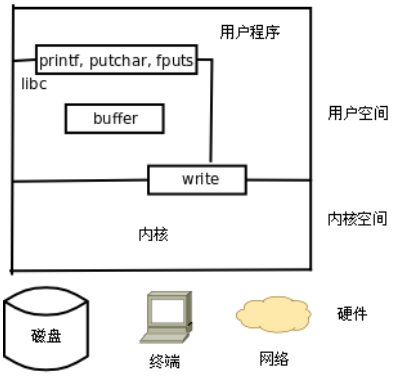 用户程序
printf, putchar, fputs
libc
buffer
用户空间
write
内核空间
内核
磁盘
终端
网络
硬件